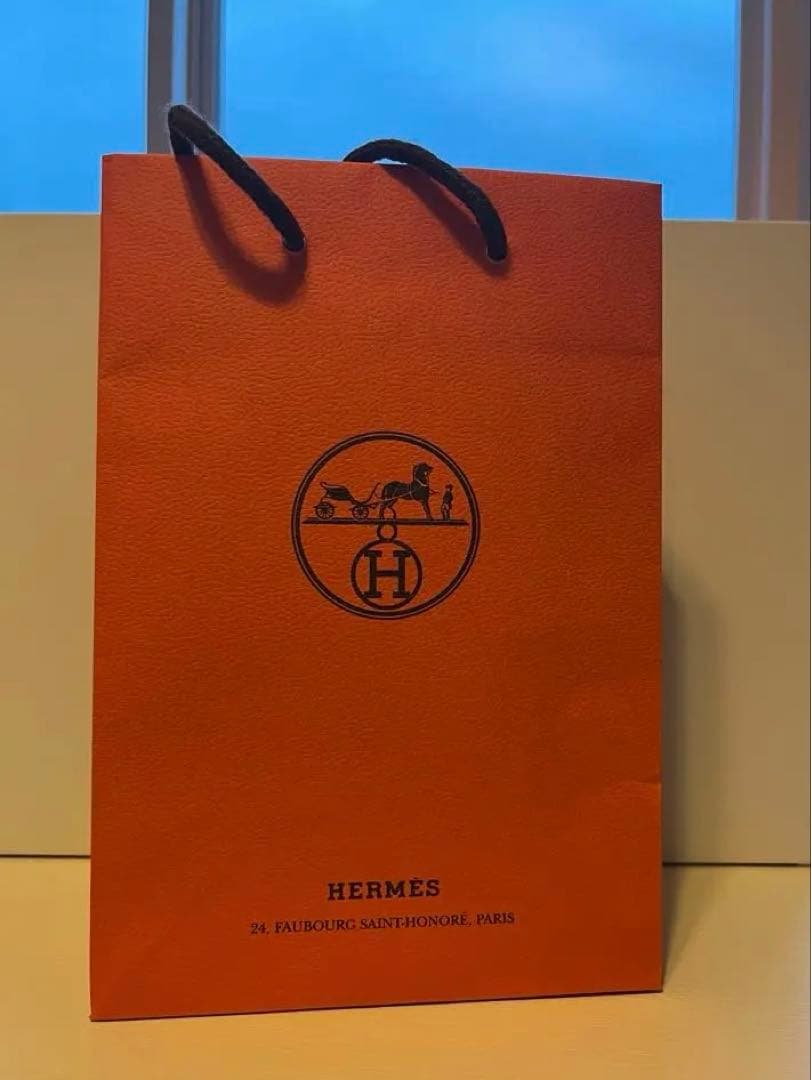 H
HERMÈS
24, FAUBOURG SAINT-HONORÉ, PARIS